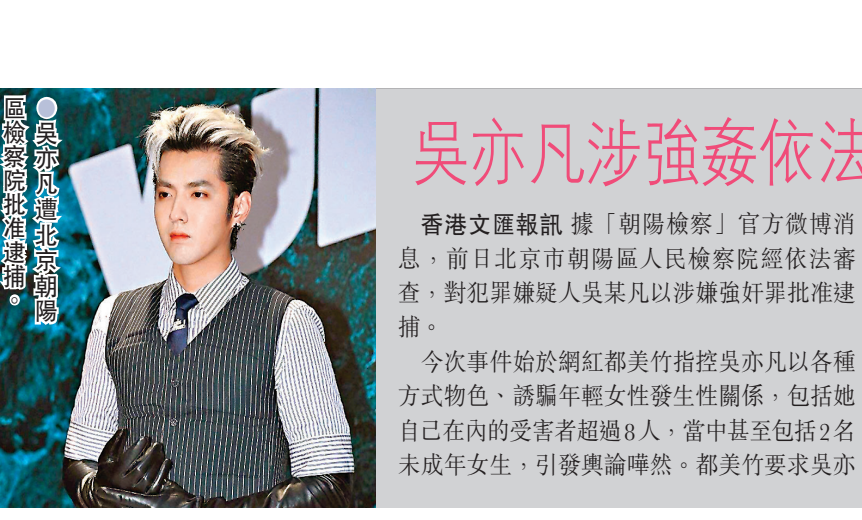 ●吳亦凡遭北京朝陽
區檢察院批准逮捕。
吳亦凡涉強姦依法
香港文匯報訊 據「朝陽檢察」官方微博消
息，前日北京市朝陽區人民檢察院經依法審
查，對犯罪嫌疑人吳某凡以涉嫌強奸罪批准逮
捕。
今次事件始於網紅都美竹指控吳亦凡以各種
方式物色、誘騙年輕女性發生性關係，包括她
自己在內的受害者超過8人，當中甚至包括2名
未成年女生，引發輿論嘩然。都美竹要求吳亦